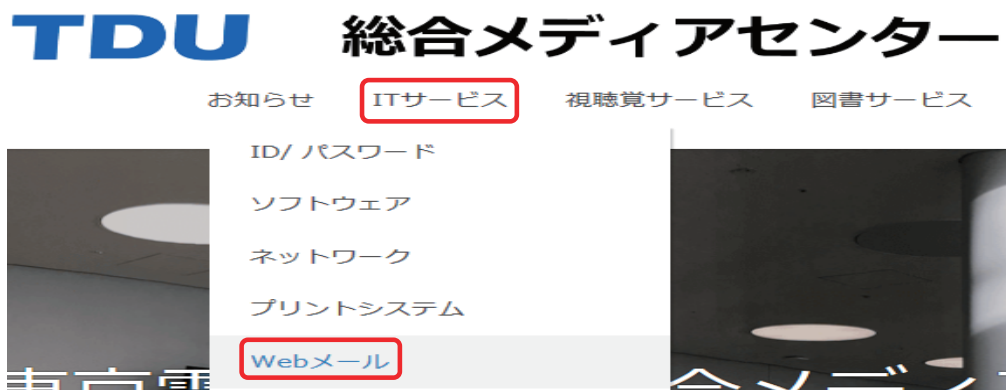 TDU 総合メディアセンター
お知らせ ITサービス 視聴覚サービス 図書サービス
ID/ パスワード
ソフトウェア
ネットワーク
プリントシステム
Webメール